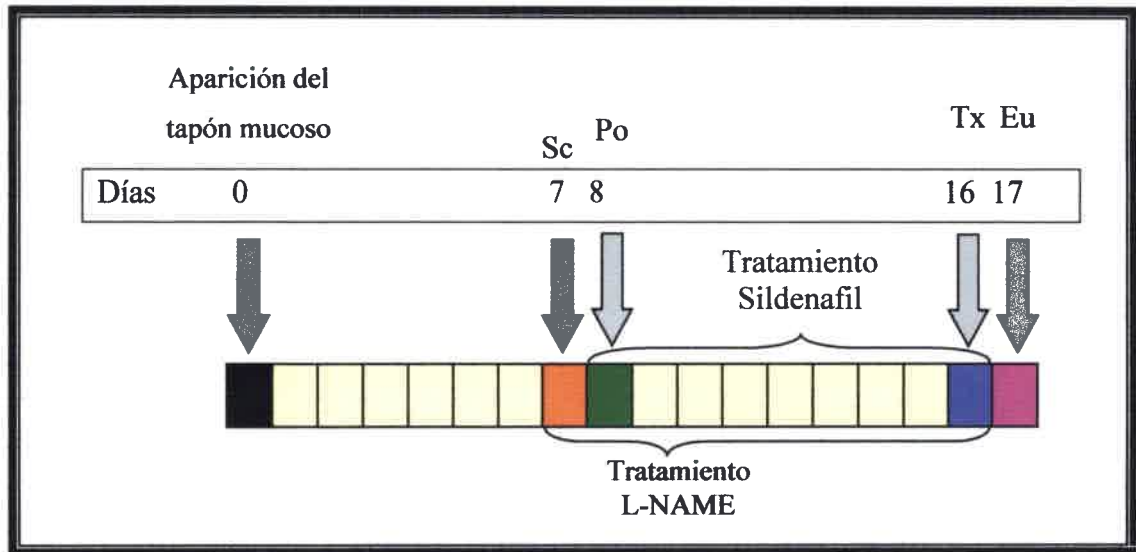 Aparición del
tapón mucoso
Sc
Po
Tx Eu
Días 0 7 8 16 17
Tratamiento
Sildenafil
Tratamiento
L-NAME